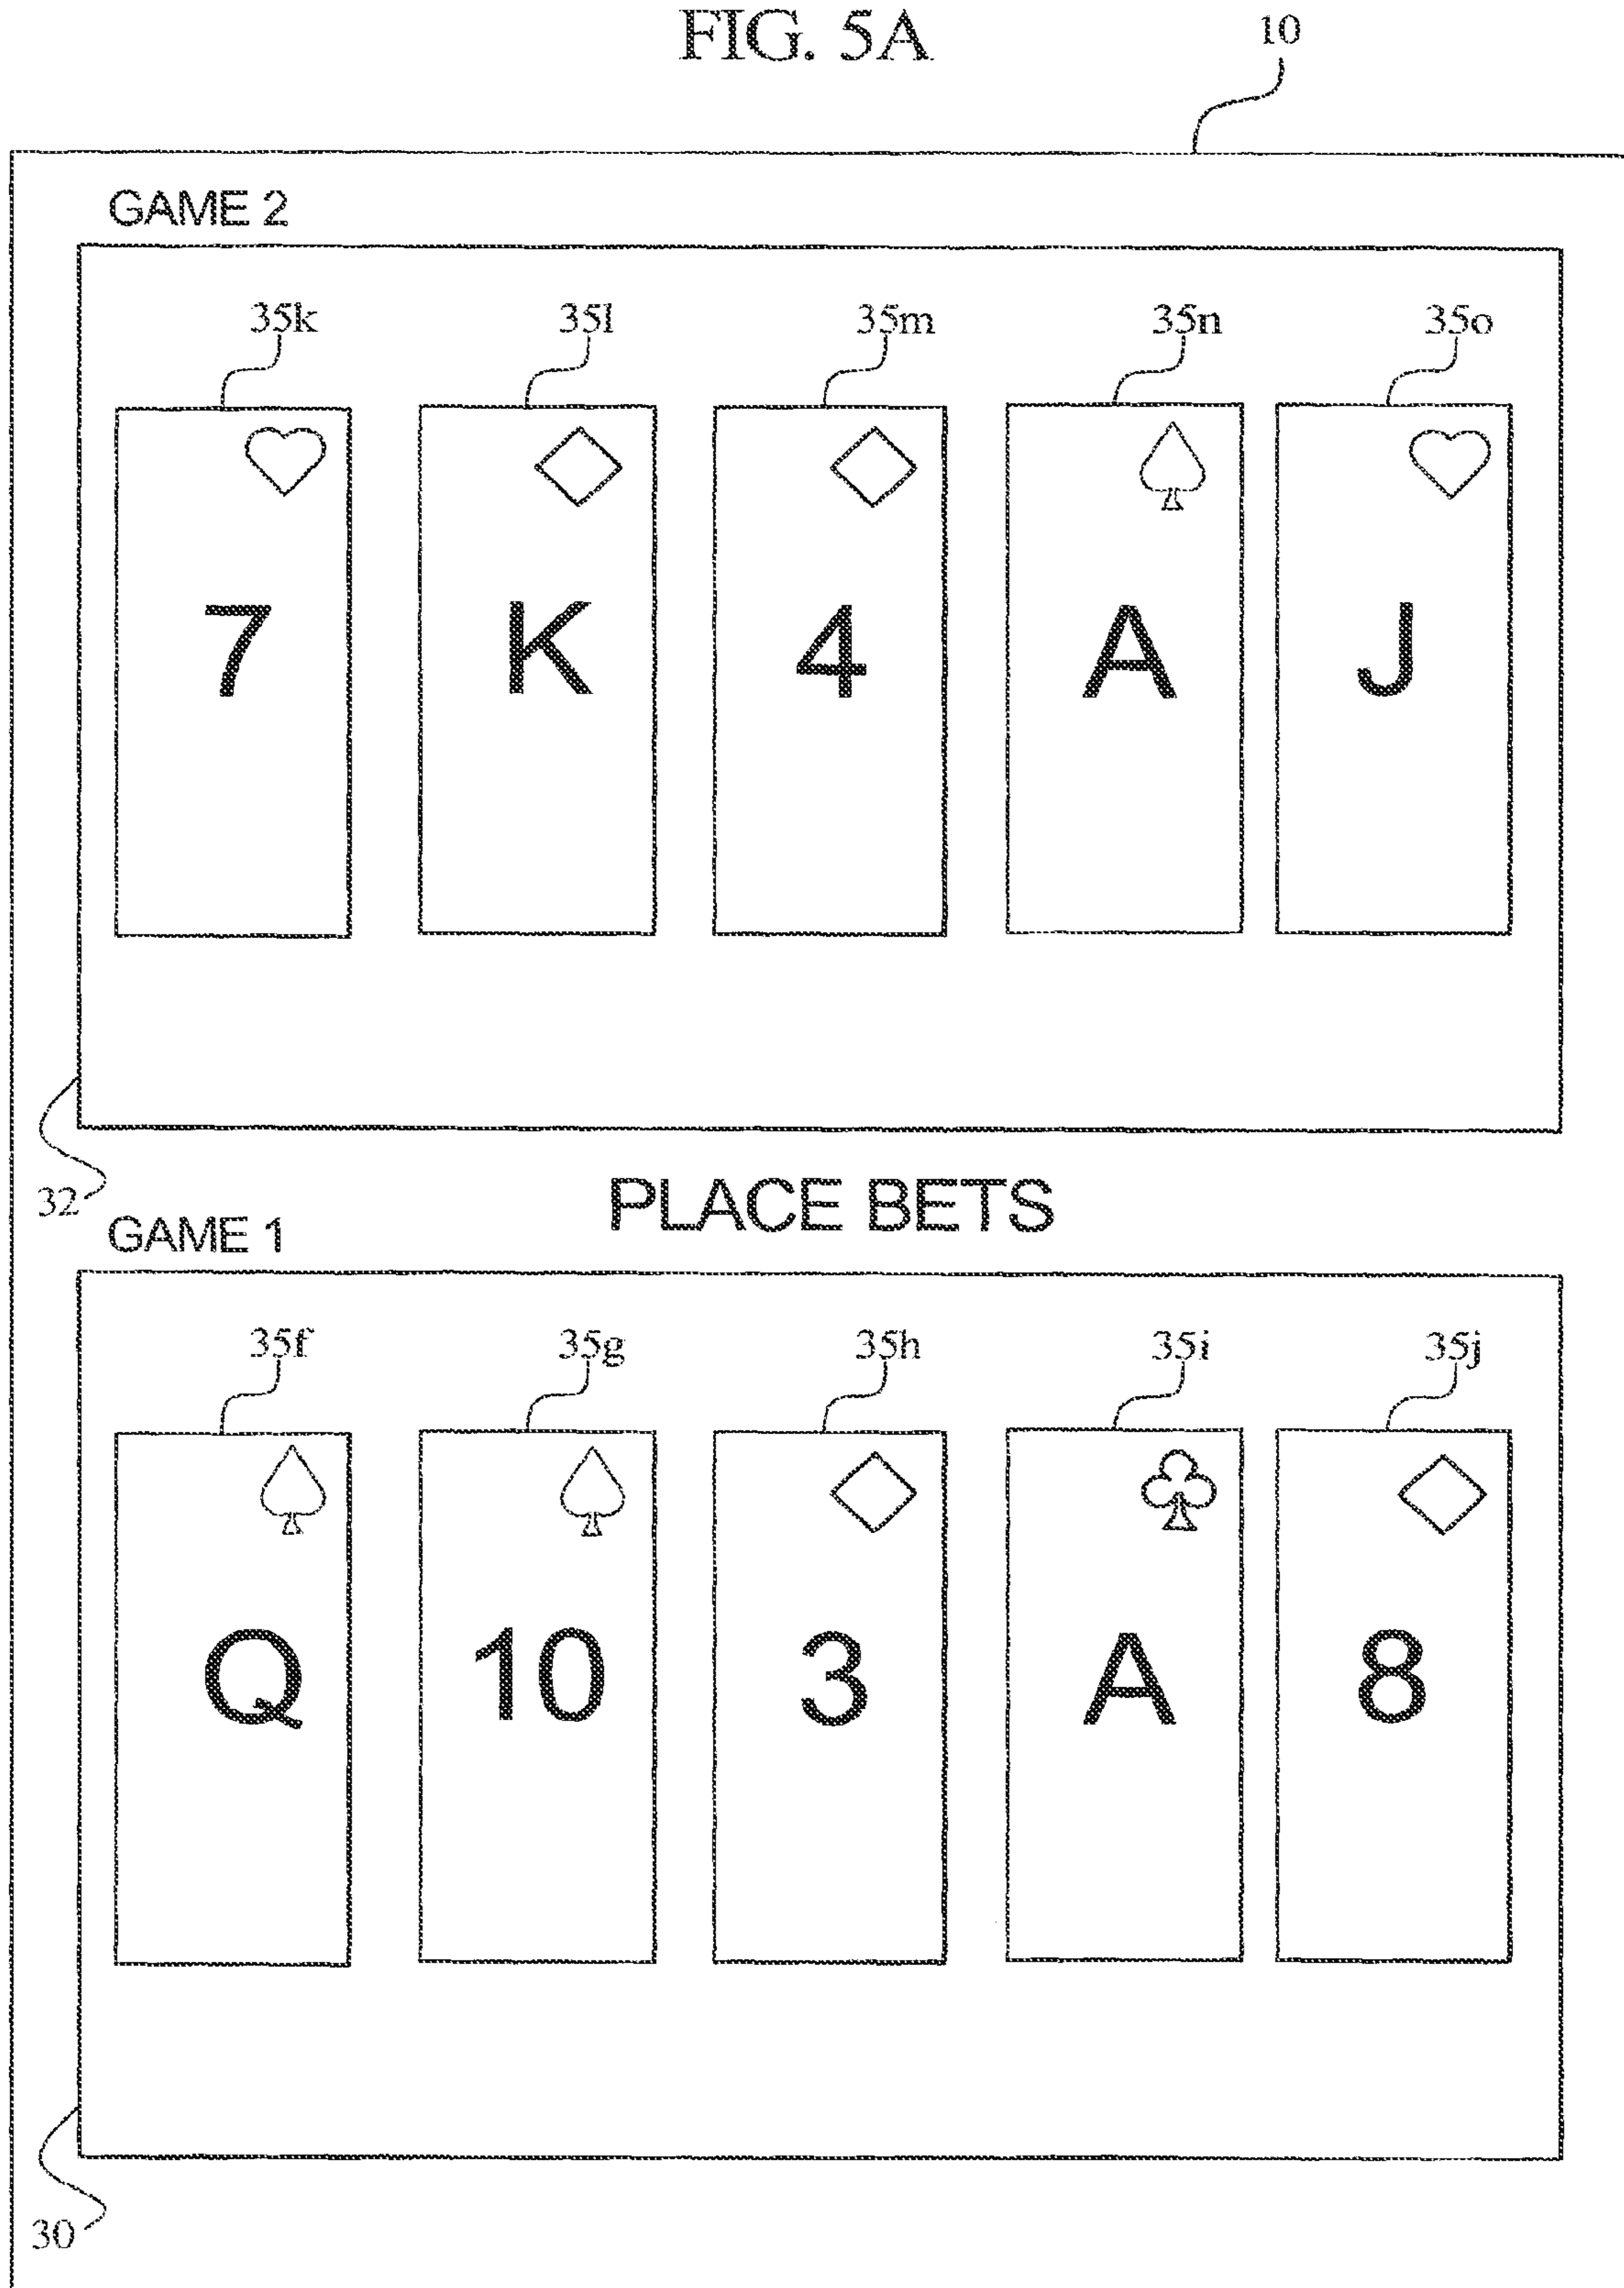 FIG. 5A
10
GAME 2
35k 35l 35m 35n 35o
7 K 4 A J
32
PLACE BETS
GAME 1
35f 35g 35h 35i 35j
Q 10 3 A 8
30